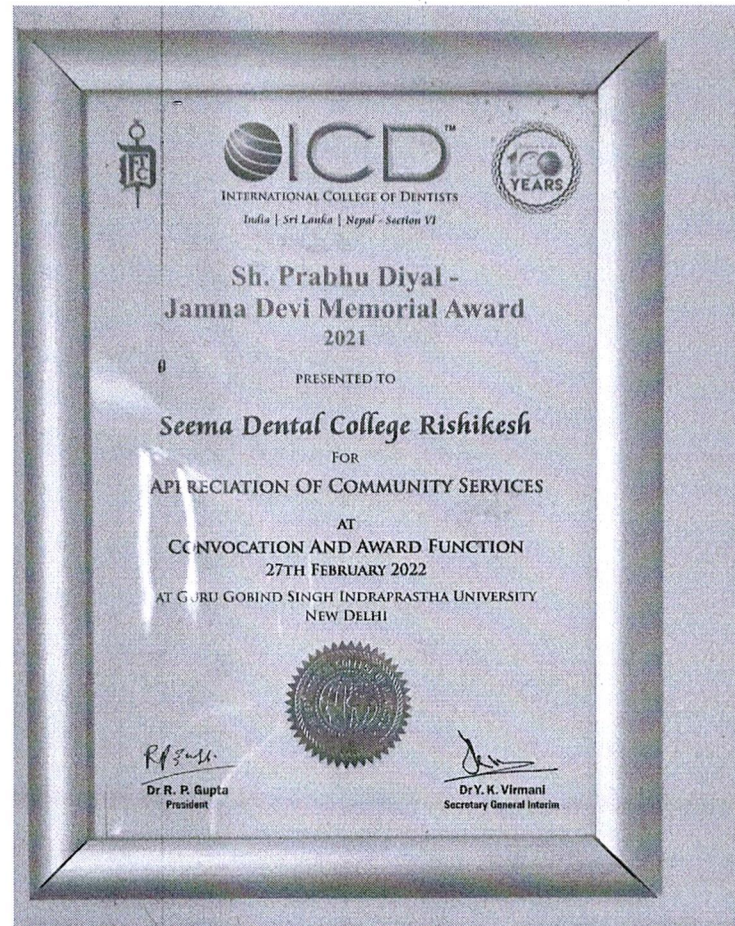 ICD™
INTERNATIONAL COLLEGE OF DENTISTS
India | Sri Lanka | Nepal - Section VI
100
YEARS
Sh. Prabhu Diyal -
Jamna Devi Memorial Award
2021
PRESENTED TO
Seema Dental College Rishikesh
FOR
APPRECIATION OF COMMUNITY SERVICES
AT
CONVOCATION AND AWARD FUNCTION
27TH FEBRUARY 2022
AT GURU GOBIND SINGH INDRAPRASTHA UNIVERSITY
NEW DELHI
Dr R. P. Gupta
President
Dr Y. K. Virmani
Secretary General Interim